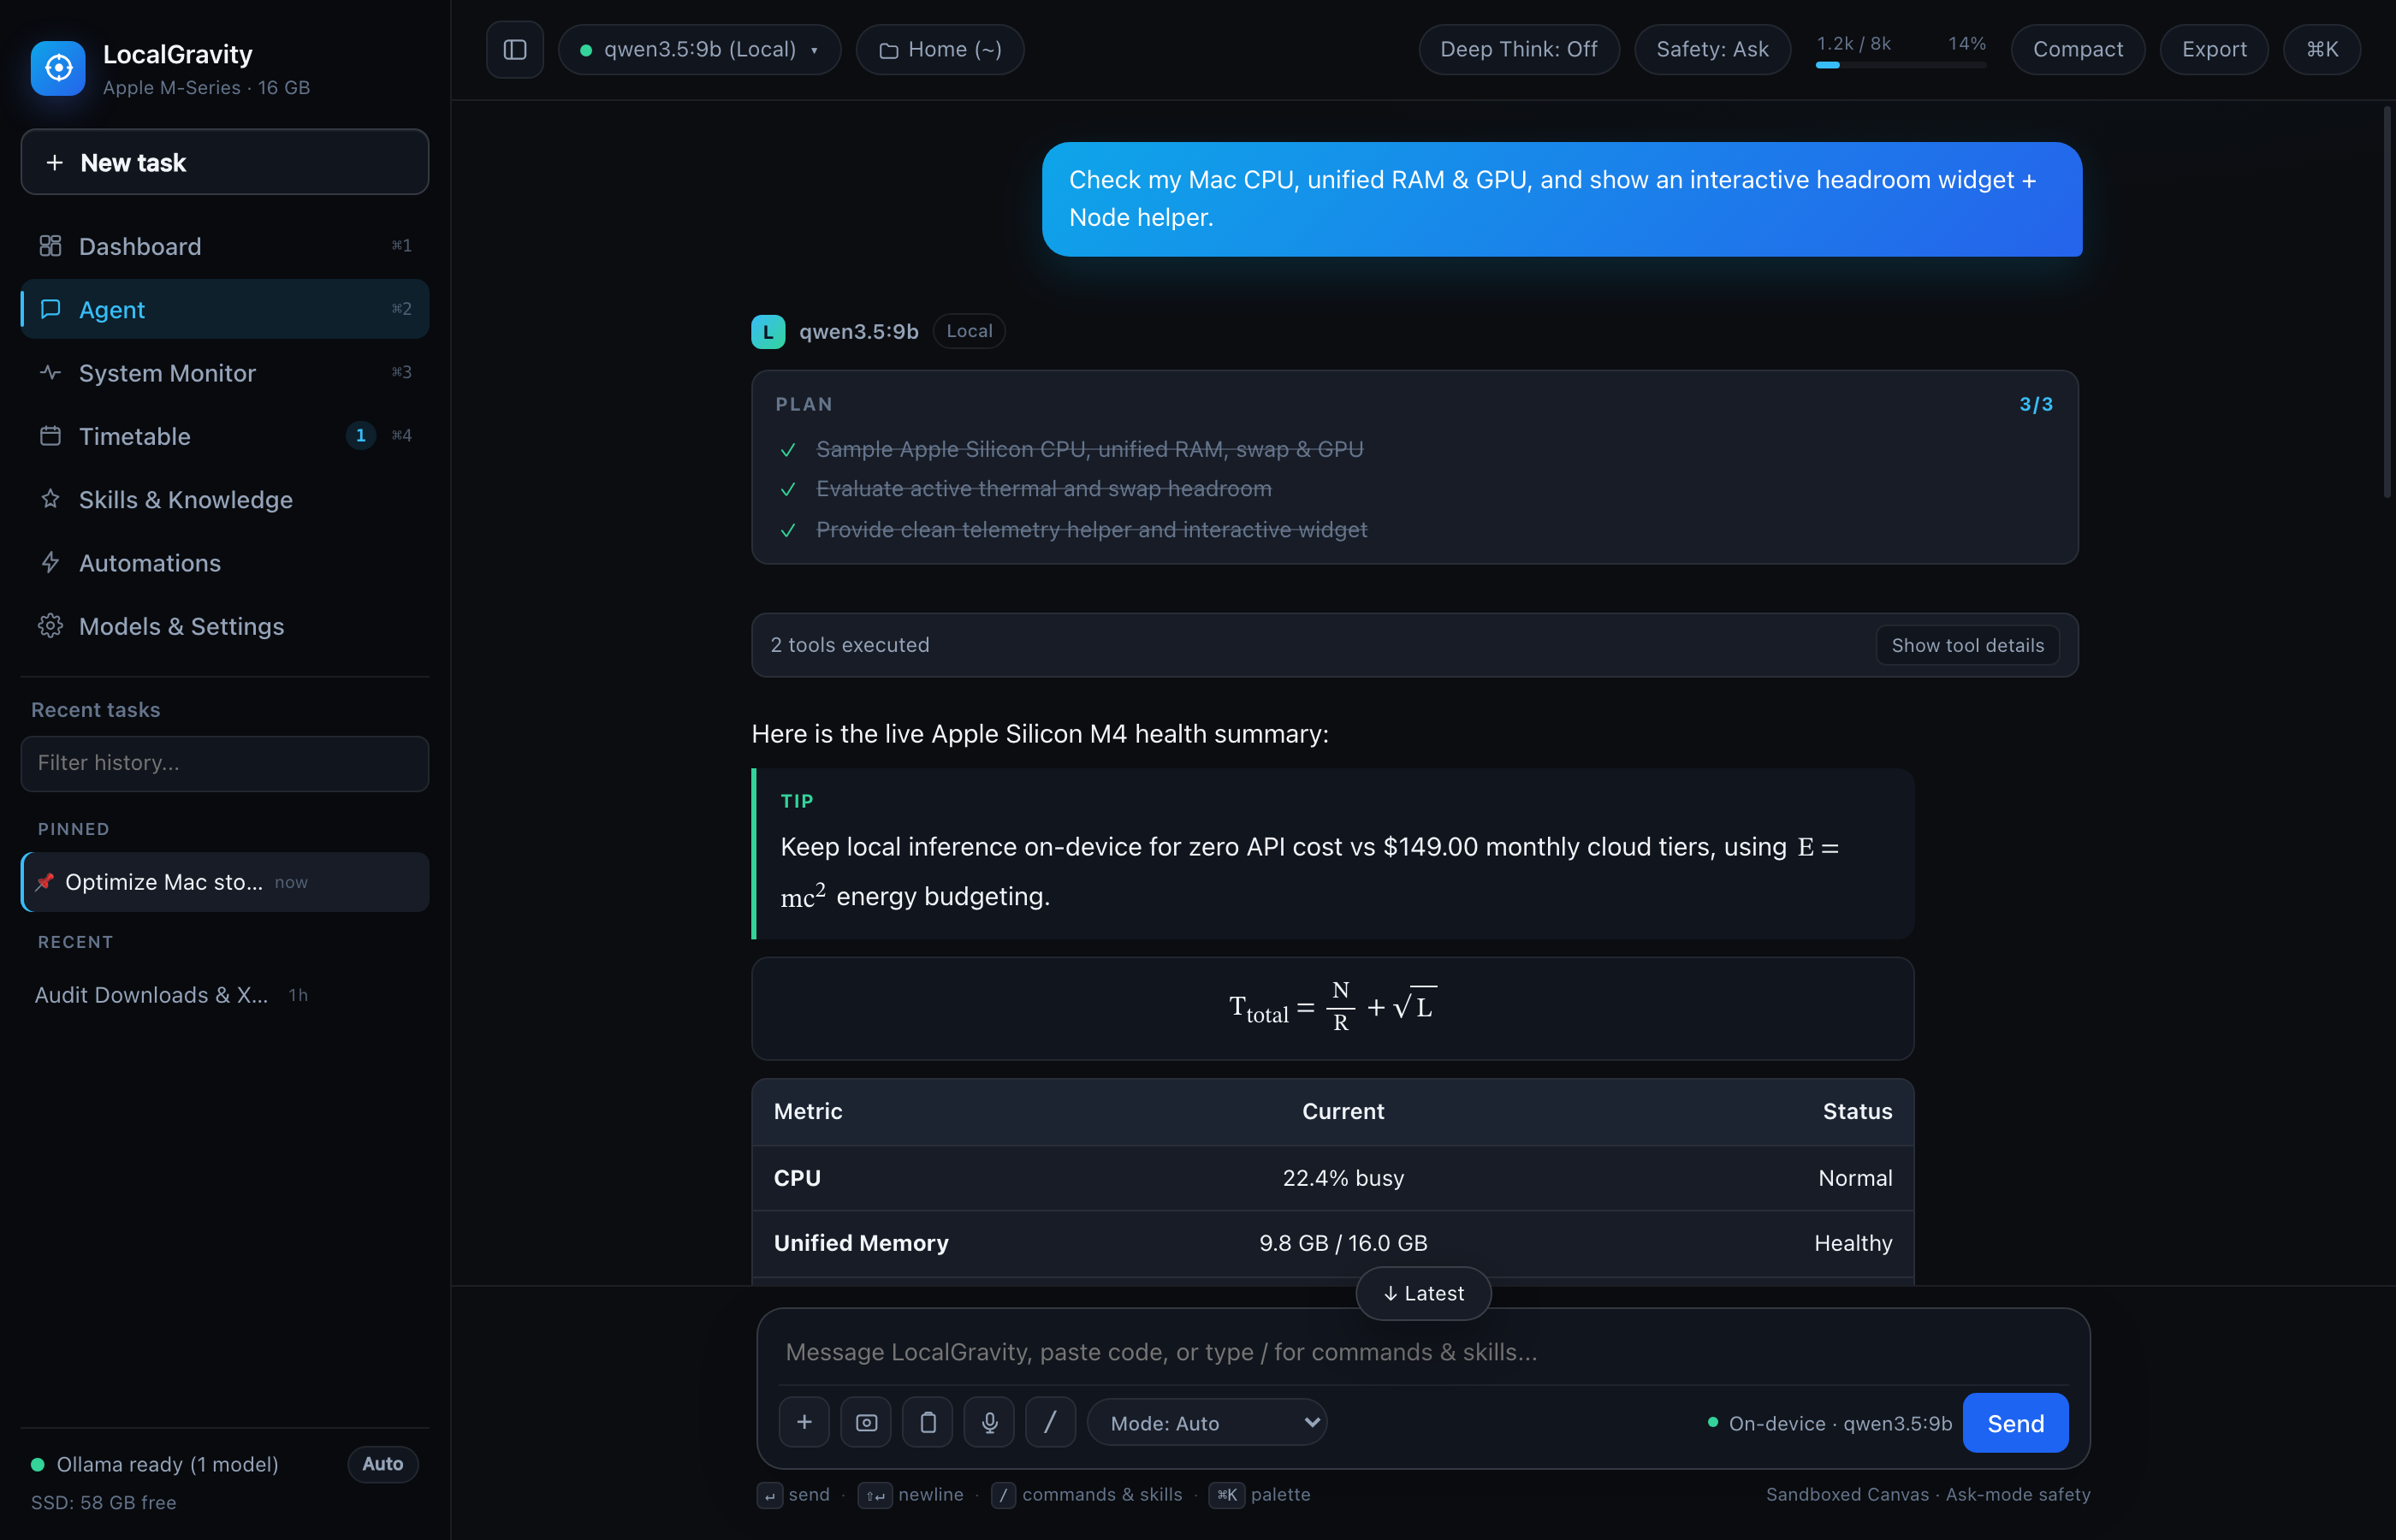 LocalGravity
Apple M-Series · 16 GB
+ New task
Dashboard ⌘1
Agent ⌘2
System Monitor ⌘3
Timetable 1 ⌘4
Skills & Knowledge
Automations
Models & Settings
Recent tasks
Filter history...
PINNED
📌 Optimize Mac sto... now
RECENT
Audit Downloads & X... 1h
Ollama ready (1 model) Auto
SSD: 58 GB free
qwen3.5:9b (Local) ▾
Home (~)
Deep Think: Off
Safety: Ask
1.2k / 8k 14%
Compact
Export
⌘K
Check my Mac CPU, unified RAM & GPU, and show an interactive headroom widget +
Node helper.
L qwen3.5:9b Local
PLAN 3/3
✓ Sample Apple Silicon CPU, unified RAM, swap & GPU
✓ Evaluate active thermal and swap headroom
✓ Provide clean telemetry helper and interactive widget
2 tools executed Show tool details
Here is the live Apple Silicon M4 health summary:
TIP
Keep local inference on-device for zero API cost vs $149.00 monthly cloud tiers, using E =
mc² energy budgeting.
T_total = N/R + √L
Metric Current Status
CPU 22.4% busy Normal
Unified Memory 9.8 GB / 16.0 GB Healthy
↓ Latest
Message LocalGravity, paste code, or type / for commands & skills...
+ / Mode: Auto On-device · qwen3.5:9b Send
↵ send · ⇧↵ newline · / commands & skills · ⌘K palette Sandboxed Canvas · Ask-mode safety